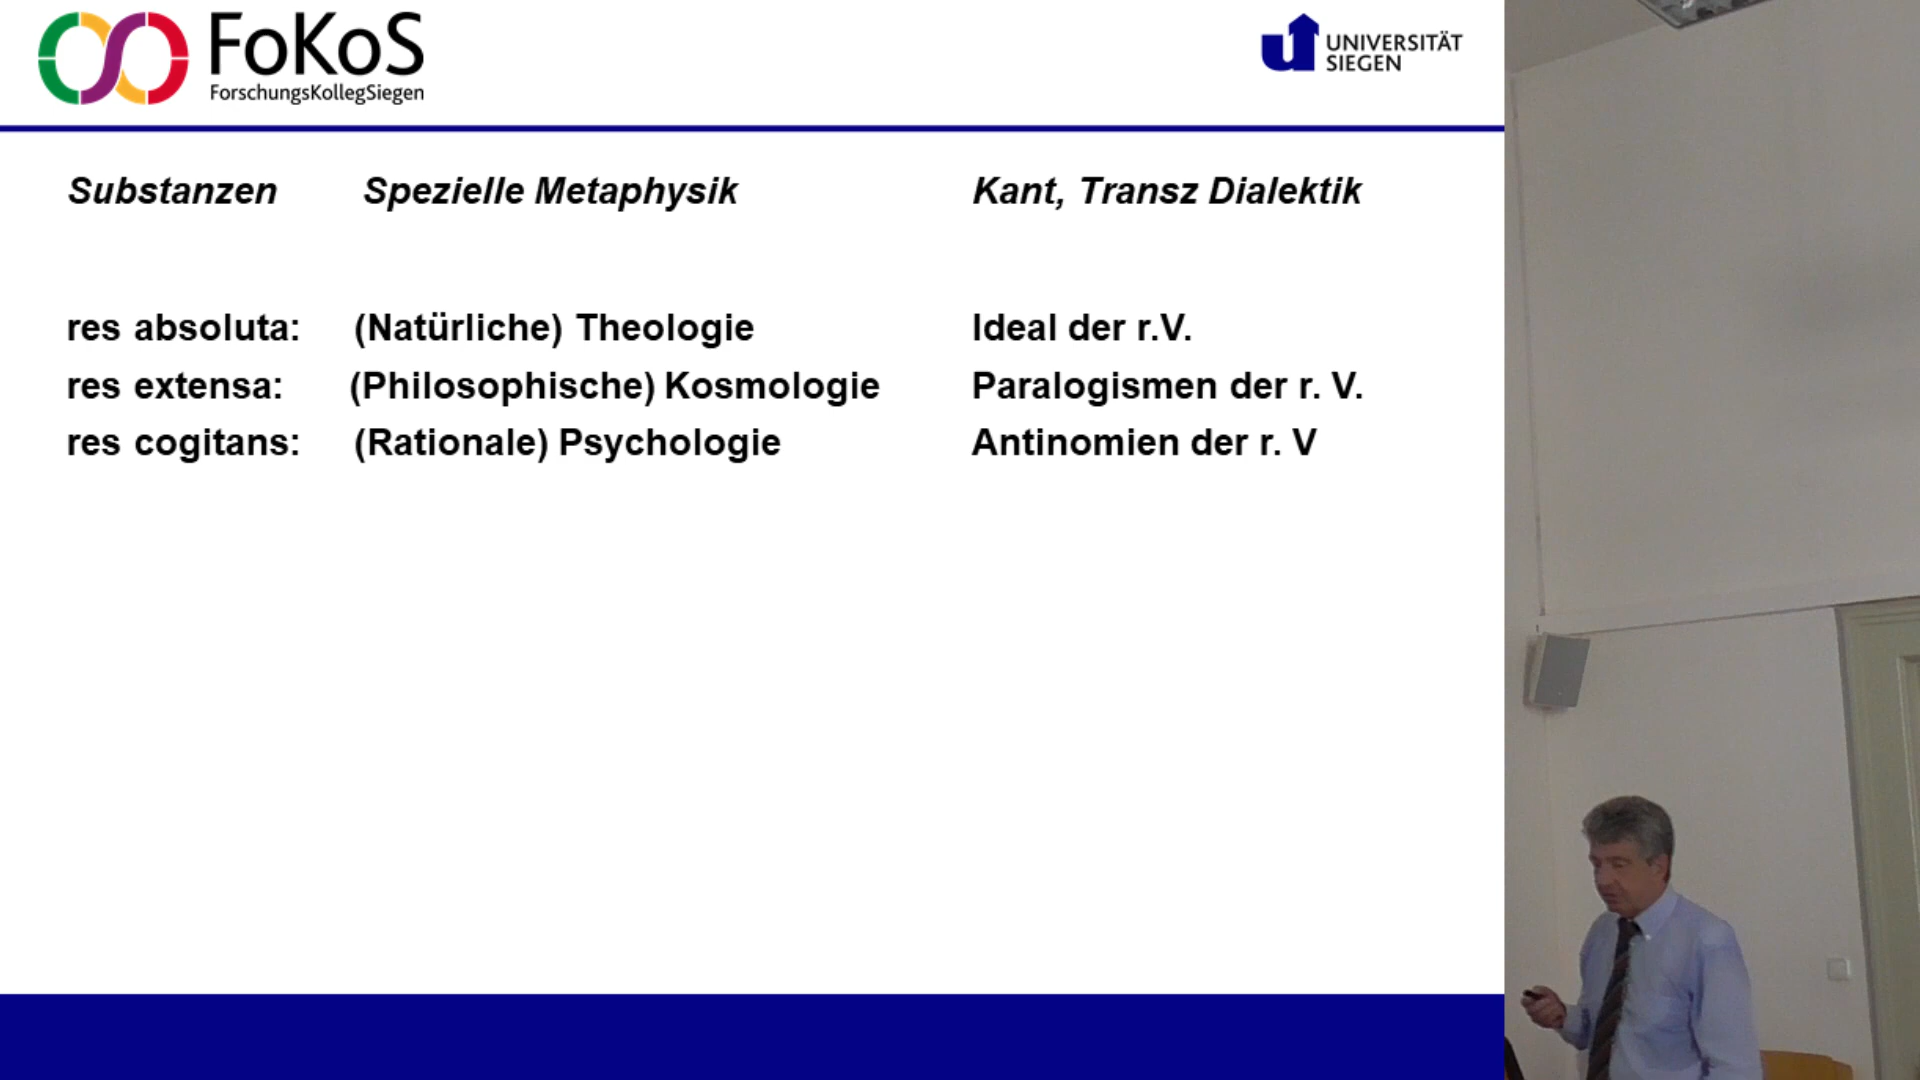 FoKoS
ForschungsKollegSiegen
UNIVERSITÄT
SIEGEN
Substanzen Spezielle Metaphysik Kant, Transz Dialektik
res absoluta: (Natürliche) Theologie Ideal der r.V.
res extensa: (Philosophische) Kosmologie Paralogismen der r. V.
res cogitans: (Rationale) Psychologie Antinomien der r. V